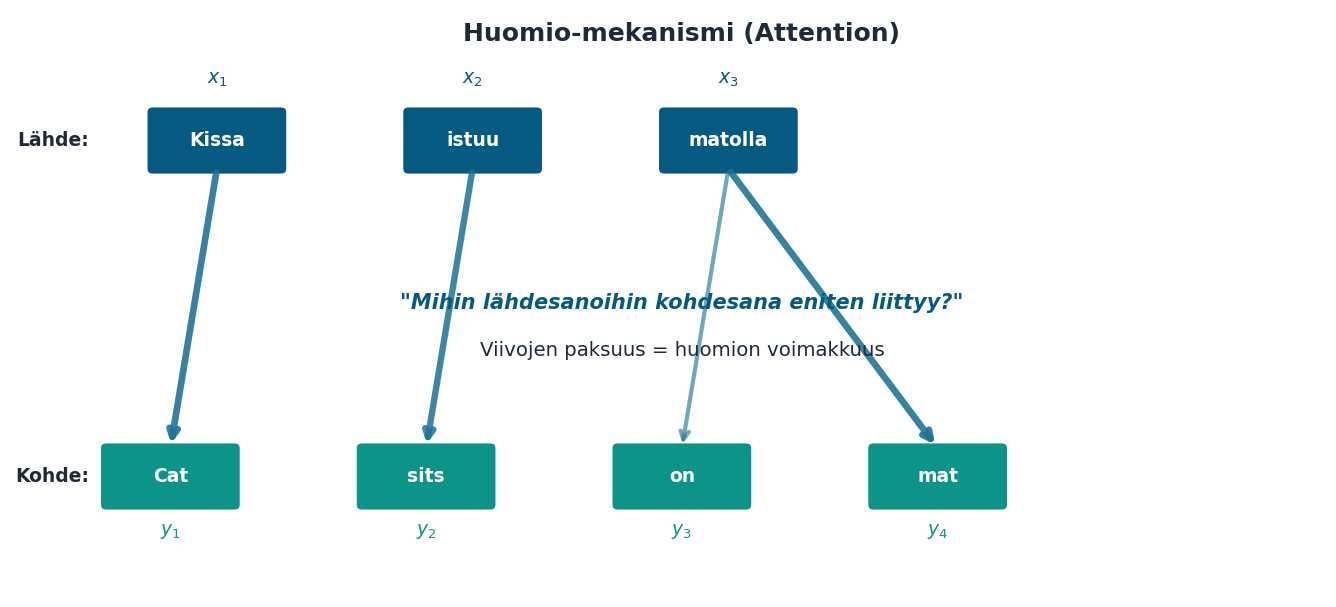 Huomio-mekanismi (Attention)
x₁ x₂ x₃
Lähde: Kissa istuu matolla
"Mihin lähdesanoihin kohdesana eniten liittyy?"
Viivojen paksuus = huomion voimakkuus
Kohde: Cat sits on mat
y₁ y₂ y₃ y₄